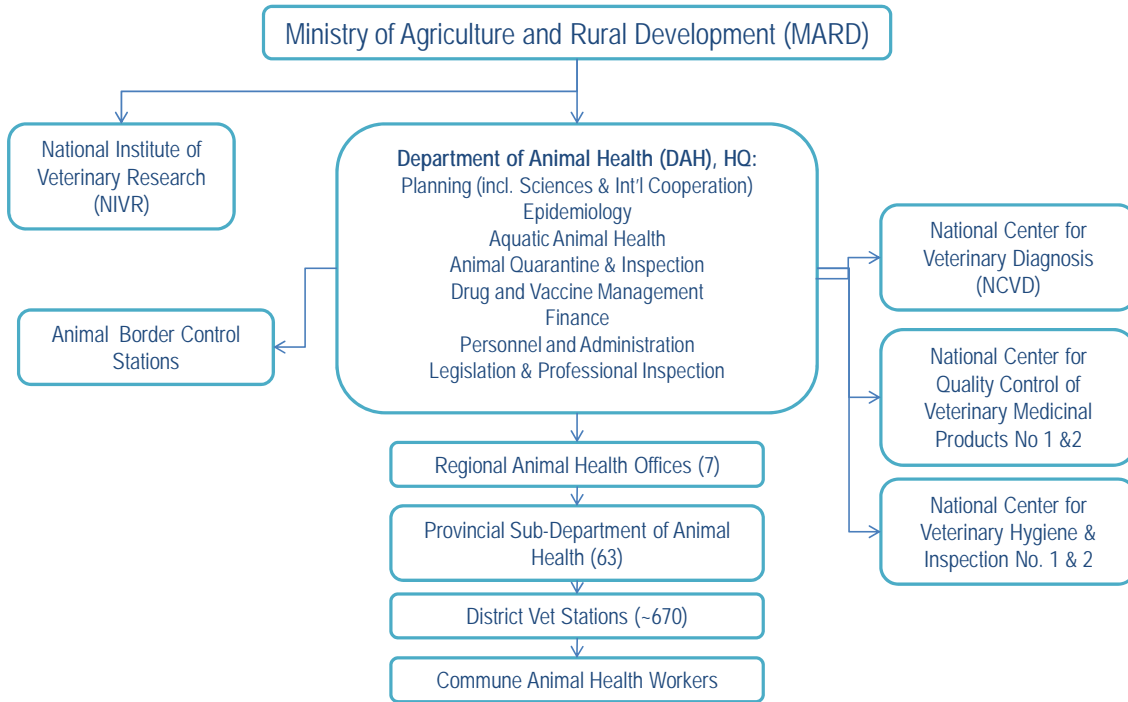 Ministry of Agriculture and Rural Development (MARD)
National Institute of
Veterinary Research
(NIVR)
Department of Animal Health (DAH), HQ:
Planning (incl. Sciences & Int'l Cooperation)
Epidemiology
Aquatic Animal Health
Animal Quarantine & Inspection
Drug and Vaccine Management
Finance
Personnel and Administration
Legislation & Professional Inspection
National Center for
Veterinary Diagnosis
(NCVD)
Animal Border Control
Stations
National Center for
Quality Control of
Veterinary Medicinal
Products No 1 &2
Regional Animal Health Offices (7)
National Center for
Veterinary Hygiene &
Inspection No. 1 & 2
Provincial Sub-Department of Animal
Health (63)
District Vet Stations (~670)
Commune Animal Health Workers